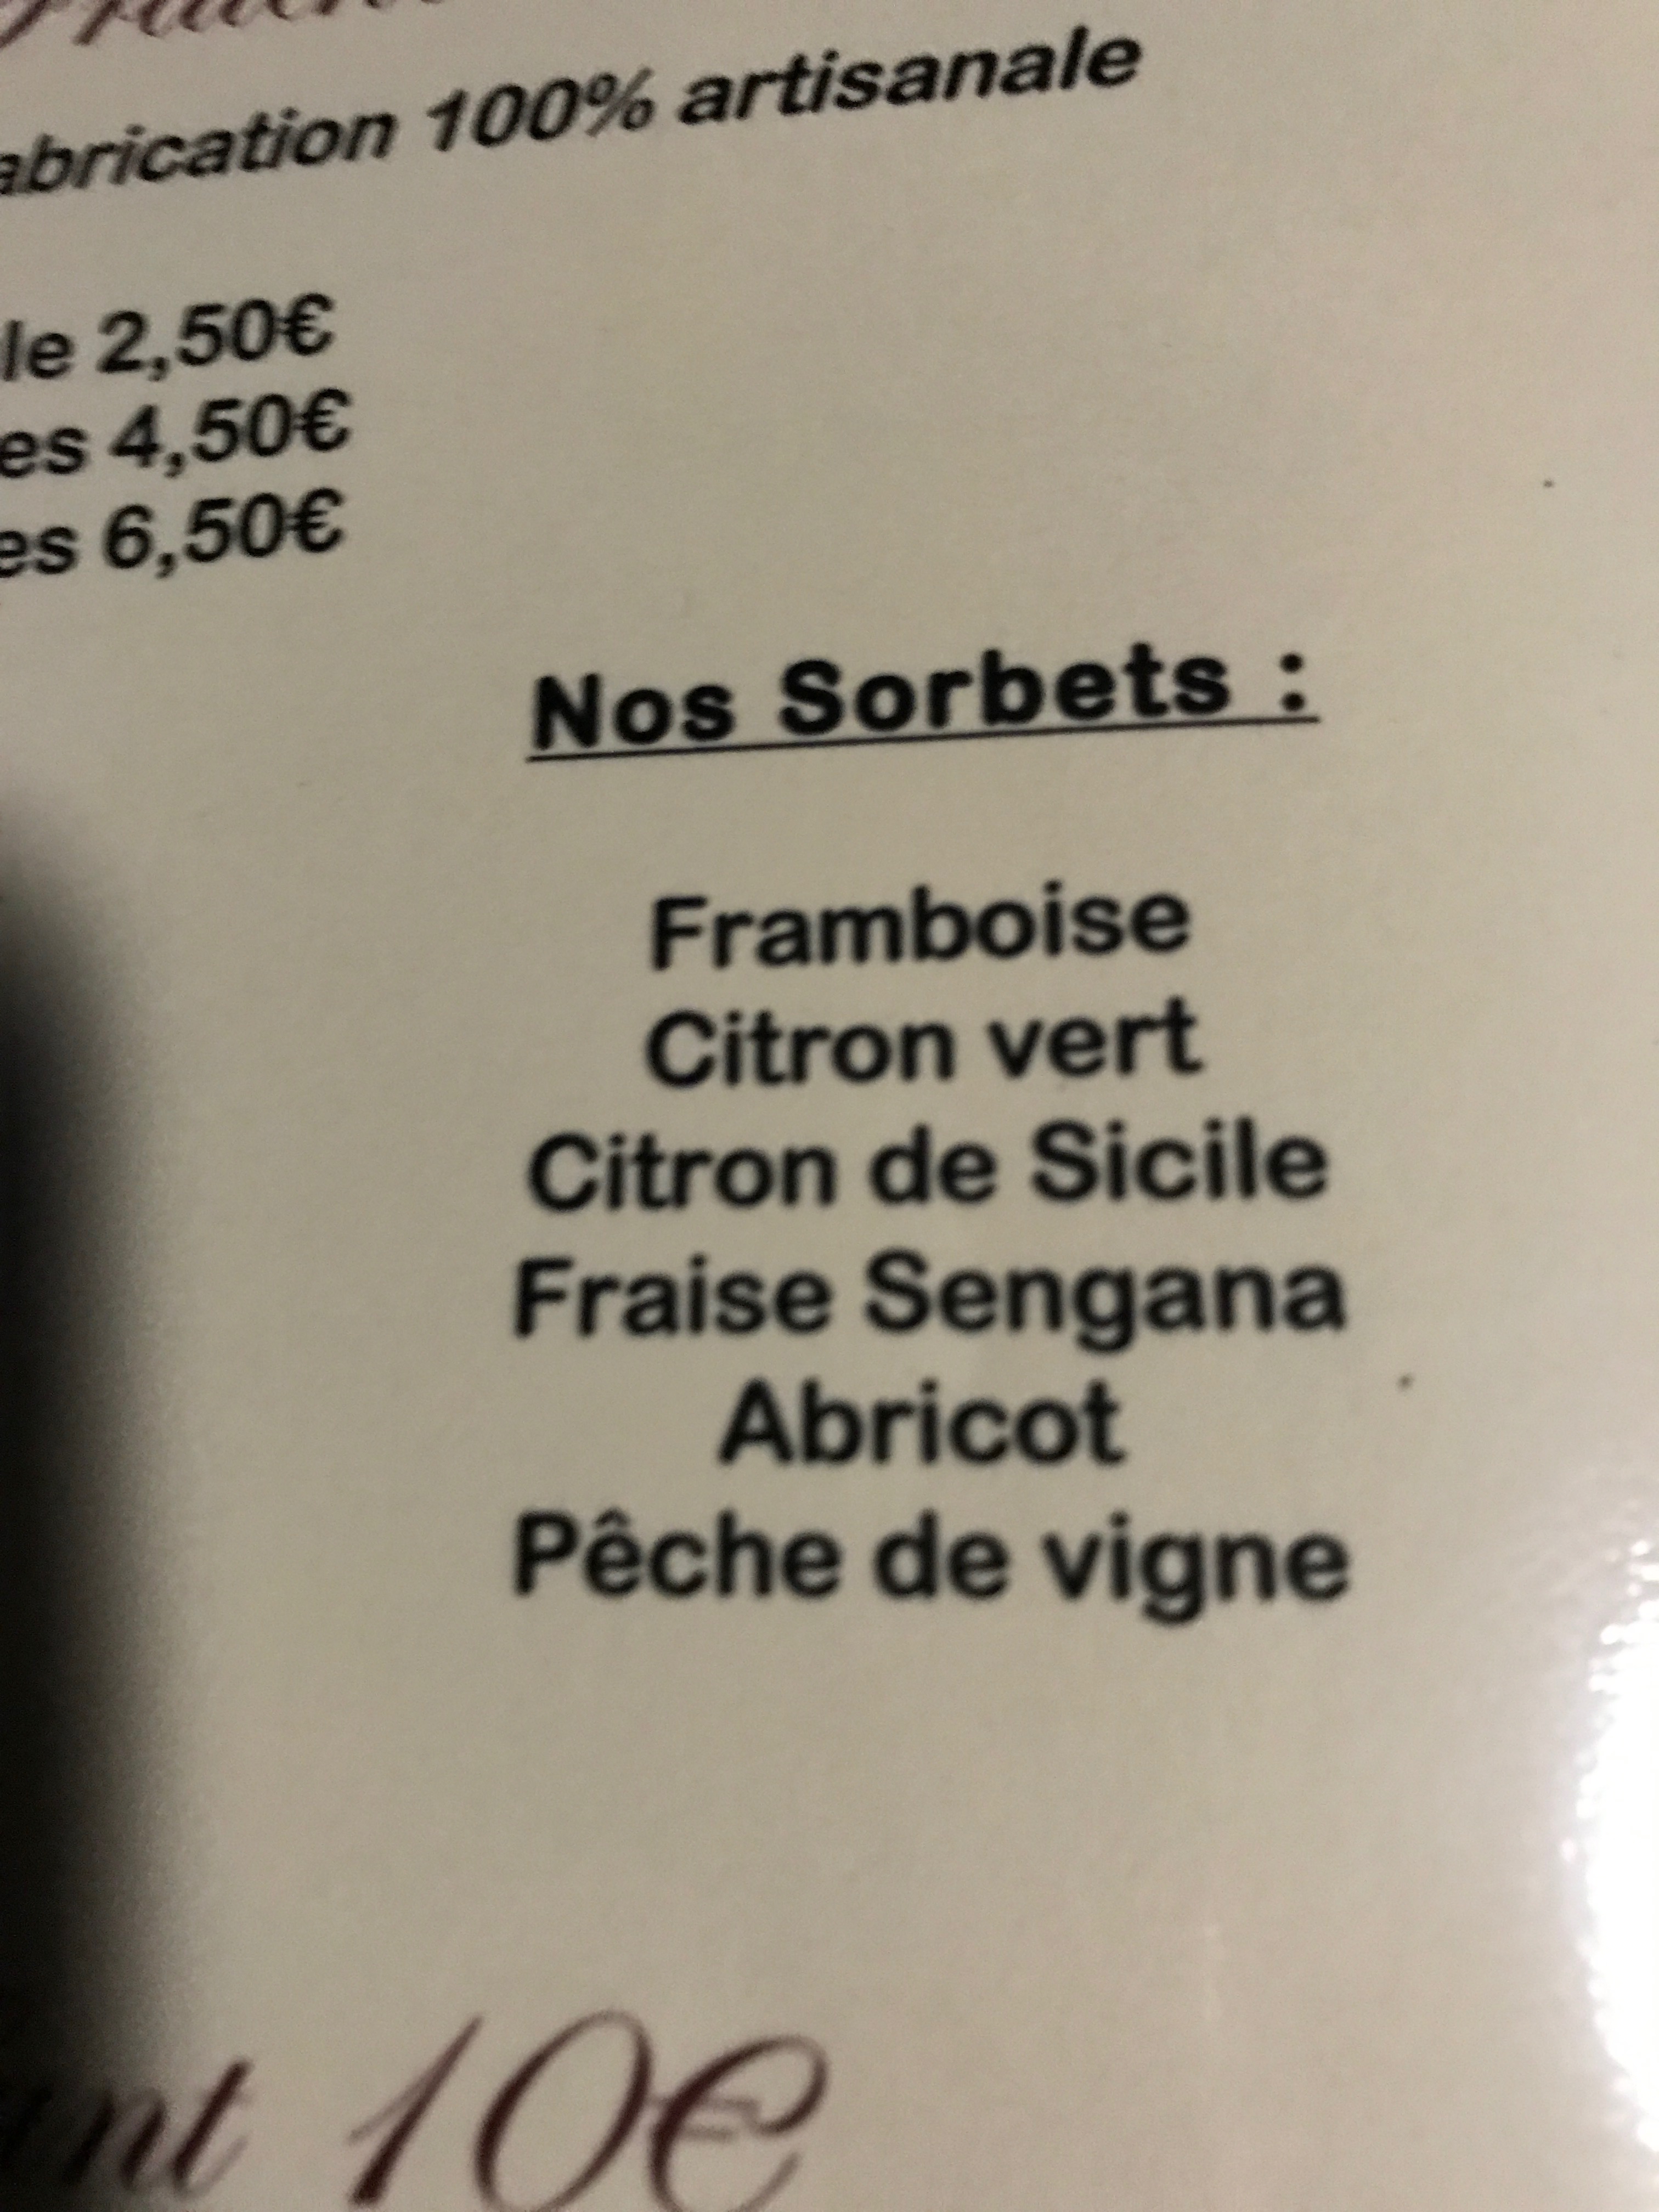 abrication 100% artisanale
le 2,50€
es 4,50€
es 6,50€
Nos Sorbets :
Framboise
Citron vert
Citron de Sicile
Fraise Sengana
Abricot
Pêche de vigne
nt 10€